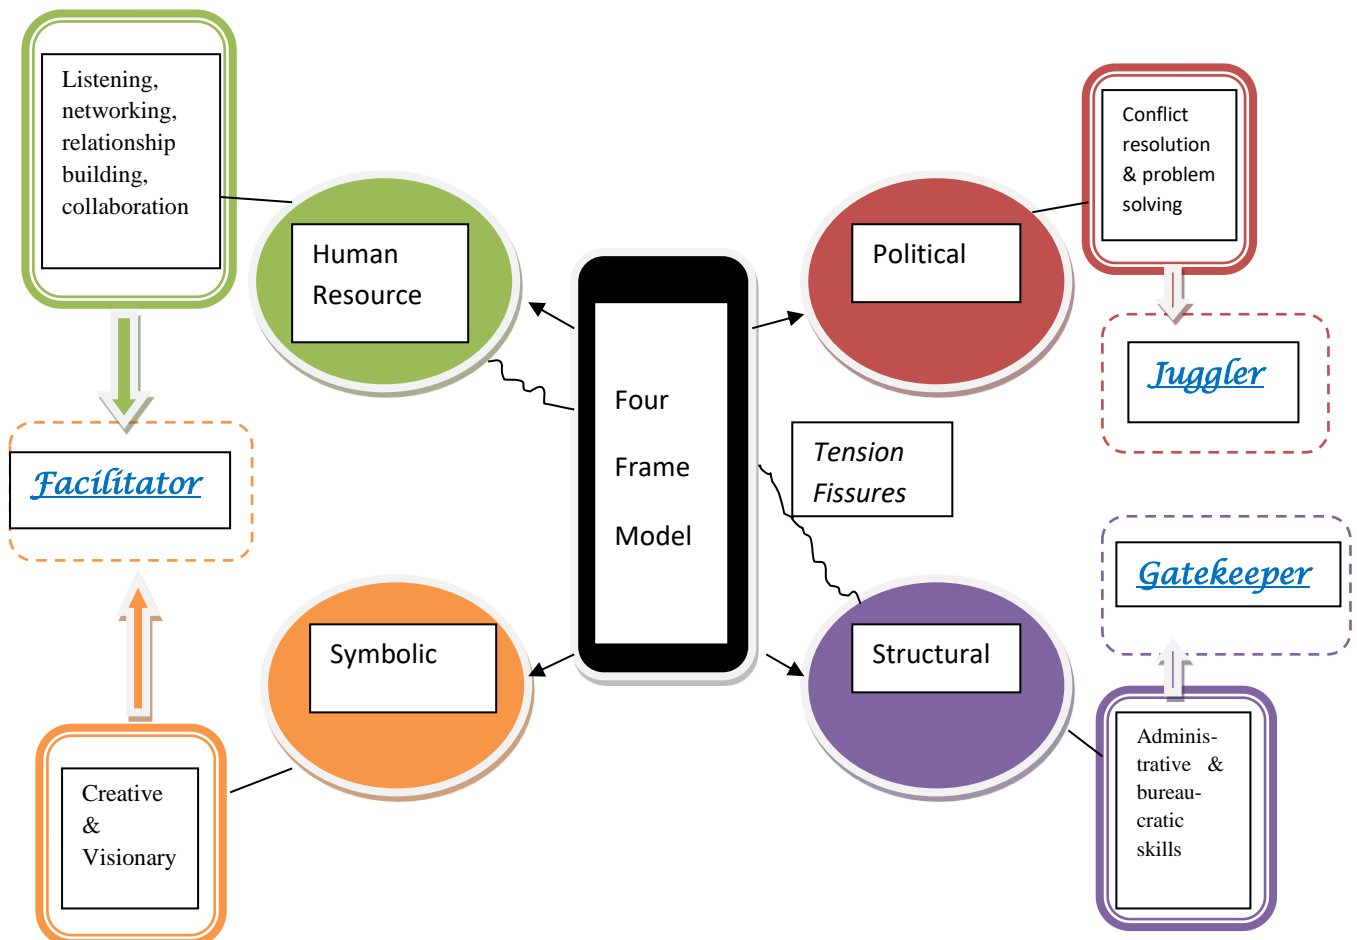 Listening,
networking,
relationship
building,
collaboration
Human
Resource
Facilitator
Symbolic
Creative
&
Visionary
Four
Frame
Model
Political
Conflict
resolution
& problem
solving
Juggler
Tension
Fissures
Gatekeeper
Structural
Adminis-
trative &
bureau-
cratic
skills